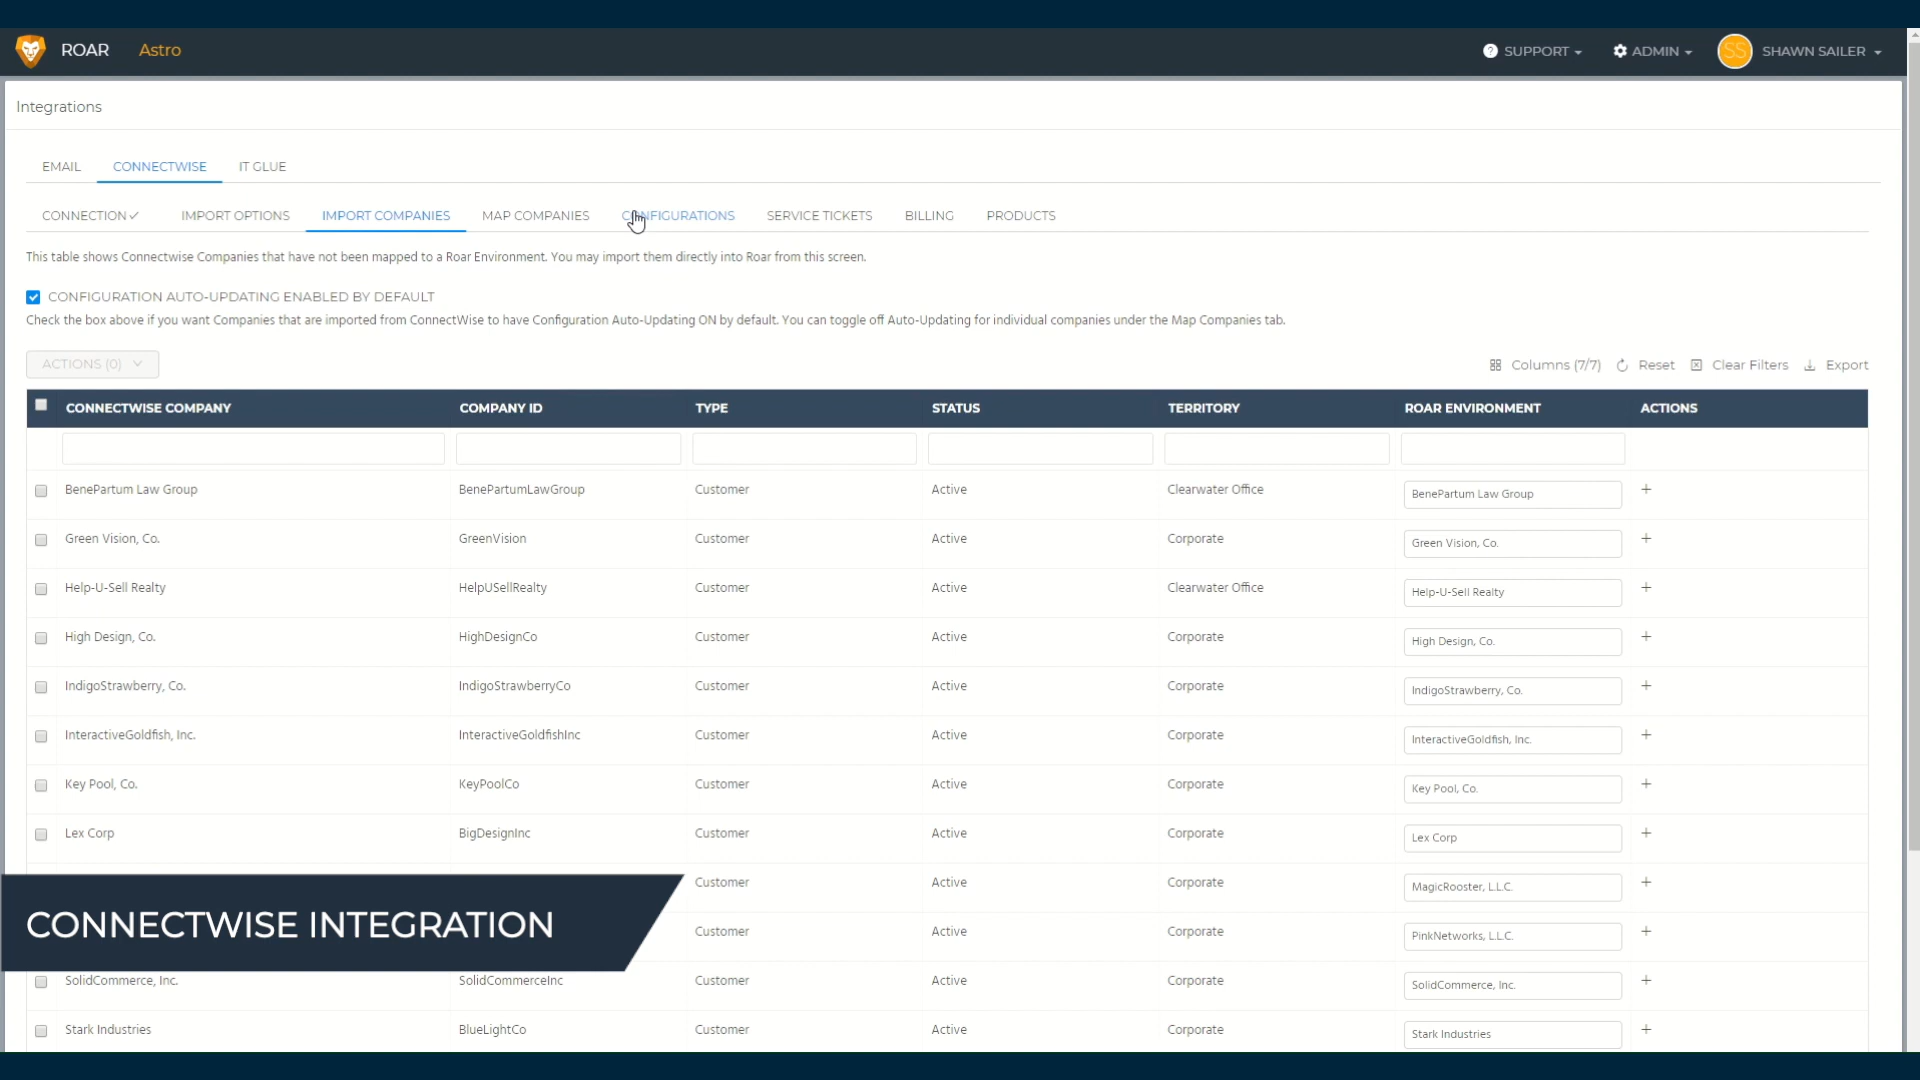 ROAR Astro SUPPORT ADMIN SS SHAWN SAILER
Integrations
EMAIL CONNECTWISE IT GLUE
CONNECTION IMPORT OPTIONS IMPORT COMPANIES MAP COMPANIES CONFIGURATIONS SERVICE TICKETS BILLING PRODUCTS
This table shows Connectwise Companies that have not been mapped to a Roar Environment. You may import them directly into Roar from this screen.
CONFIGURATION AUTO-UPDATING ENABLED BY DEFAULT
Check the box above if you want Companies that are imported from ConnectWise to have Configuration Auto-Updating ON by default. You can toggle off Auto-Updating for individual companies under the Map Companies tab.
ACTIONS (0) Columns (7/7) Reset Clear Filters Export
CONNECTWISE COMPANY COMPANY ID TYPE STATUS TERRITORY ROAR ENVIRONMENT ACTIONS
BenePartum Law Group BenePartumLawGroup Customer Active Clearwater Office BenePartum Law Group +
Green Vision, Co. GreenVision Customer Active Corporate Green Vision, Co. +
Help-U-Sell Realty HelpUSellRealty Customer Active Clearwater Office Help-U-Sell Realty +
High Design, Co. HighDesignCo Customer Active Corporate High Design, Co. +
IndigoStrawberry, Co. IndigoStrawberryCo Customer Active Corporate IndigoStrawberry, Co. +
InteractiveGoldfish, Inc. InteractiveGoldfishInc Customer Active Corporate InteractiveGoldfish, Inc. +
Key Pool, Co. KeyPoolCo Customer Active Corporate Key Pool, Co. +
Lex Corp BigDesignInc Customer Active Corporate Lex Corp +
Customer Active Corporate MagicRooster, L.L.C. +
CONNECTWISE INTEGRATION
Customer Active Corporate PinkNetworks, L.L.C. +
SolidCommerce, Inc. SolidCommerceInc Customer Active Corporate SolidCommerce, Inc. +
Stark Industries BlueLightCo Customer Active Corporate Stark Industries +